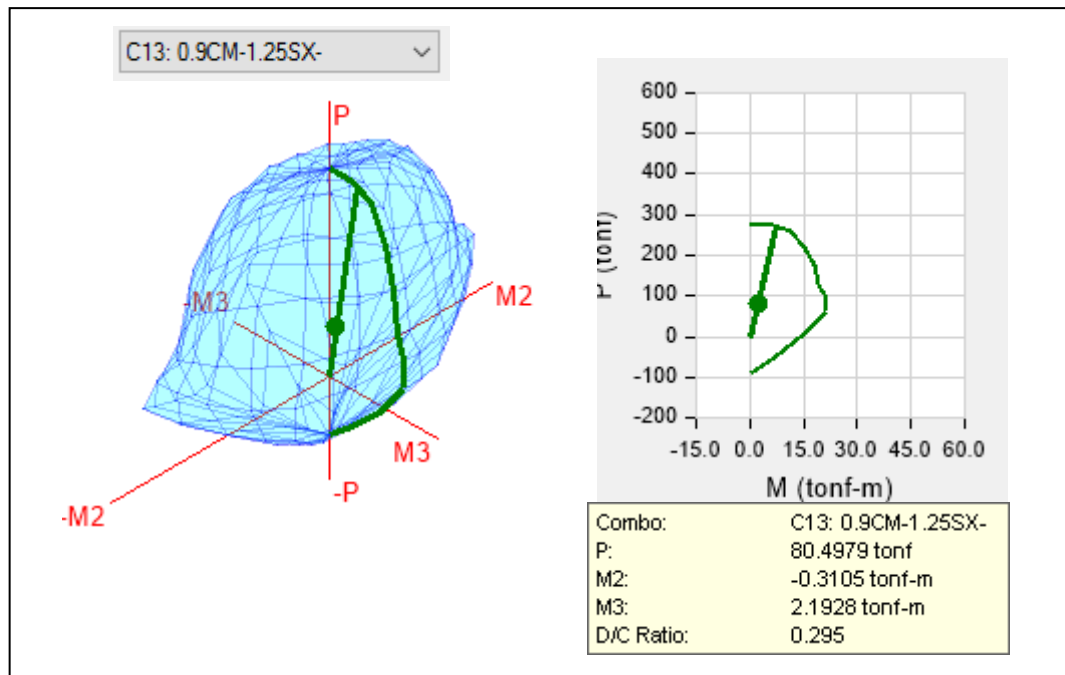 C13: 0.9CM-1.25SX-
P
-M3
M2
M3
-P
-M2
600
500
400
300
200
100
0
-100
-200
P (tonf)
-15.0 0.0 15.0 30.0 45.0 60.0
M (tonf-m)
Combo: C13: 0.9CM-1.25SX-
P: 80.4979 tonf
M2: -0.3105 tonf-m
M3: 2.1928 tonf-m
D/C Ratio: 0.295